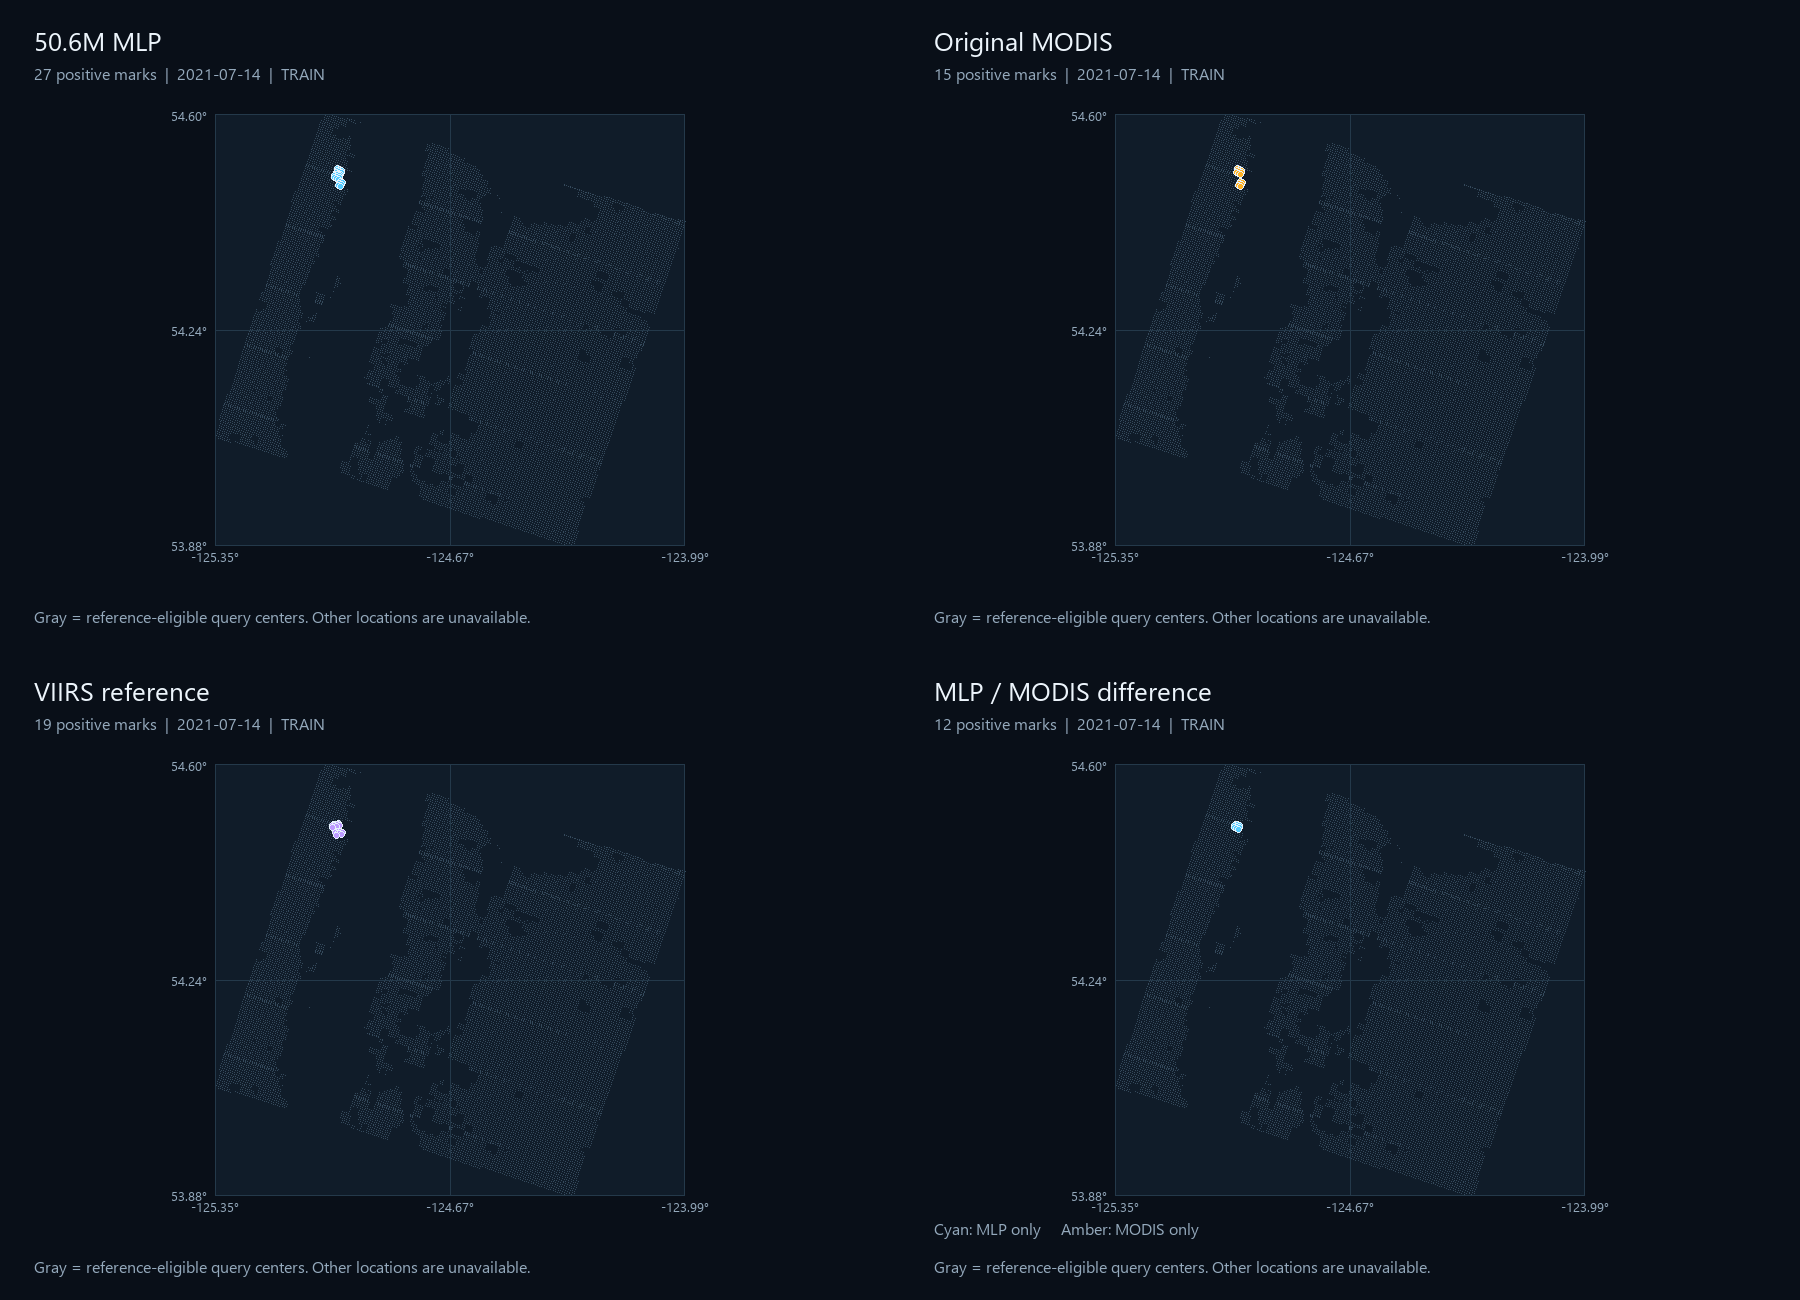 50.6M MLP
27 positive marks | 2021-07-14 | TRAIN
54.60°
54.24°
53.88°
-125.35°
-124.67°
-123.99°
Gray = reference-eligible query centers. Other locations are unavailable.
Original MODIS
15 positive marks | 2021-07-14 | TRAIN
54.60°
54.24°
53.88°
-125.35°
-124.67°
-123.99°
Gray = reference-eligible query centers. Other locations are unavailable.
VIIRS reference
19 positive marks | 2021-07-14 | TRAIN
54.60°
54.24°
53.88°
-125.35°
-124.67°
-123.99°
Gray = reference-eligible query centers. Other locations are unavailable.
MLP / MODIS difference
12 positive marks | 2021-07-14 | TRAIN
54.60°
54.24°
53.88°
-125.35°
-124.67°
-123.99°
Cyan: MLP only Amber: MODIS only
Gray = reference-eligible query centers. Other locations are unavailable.